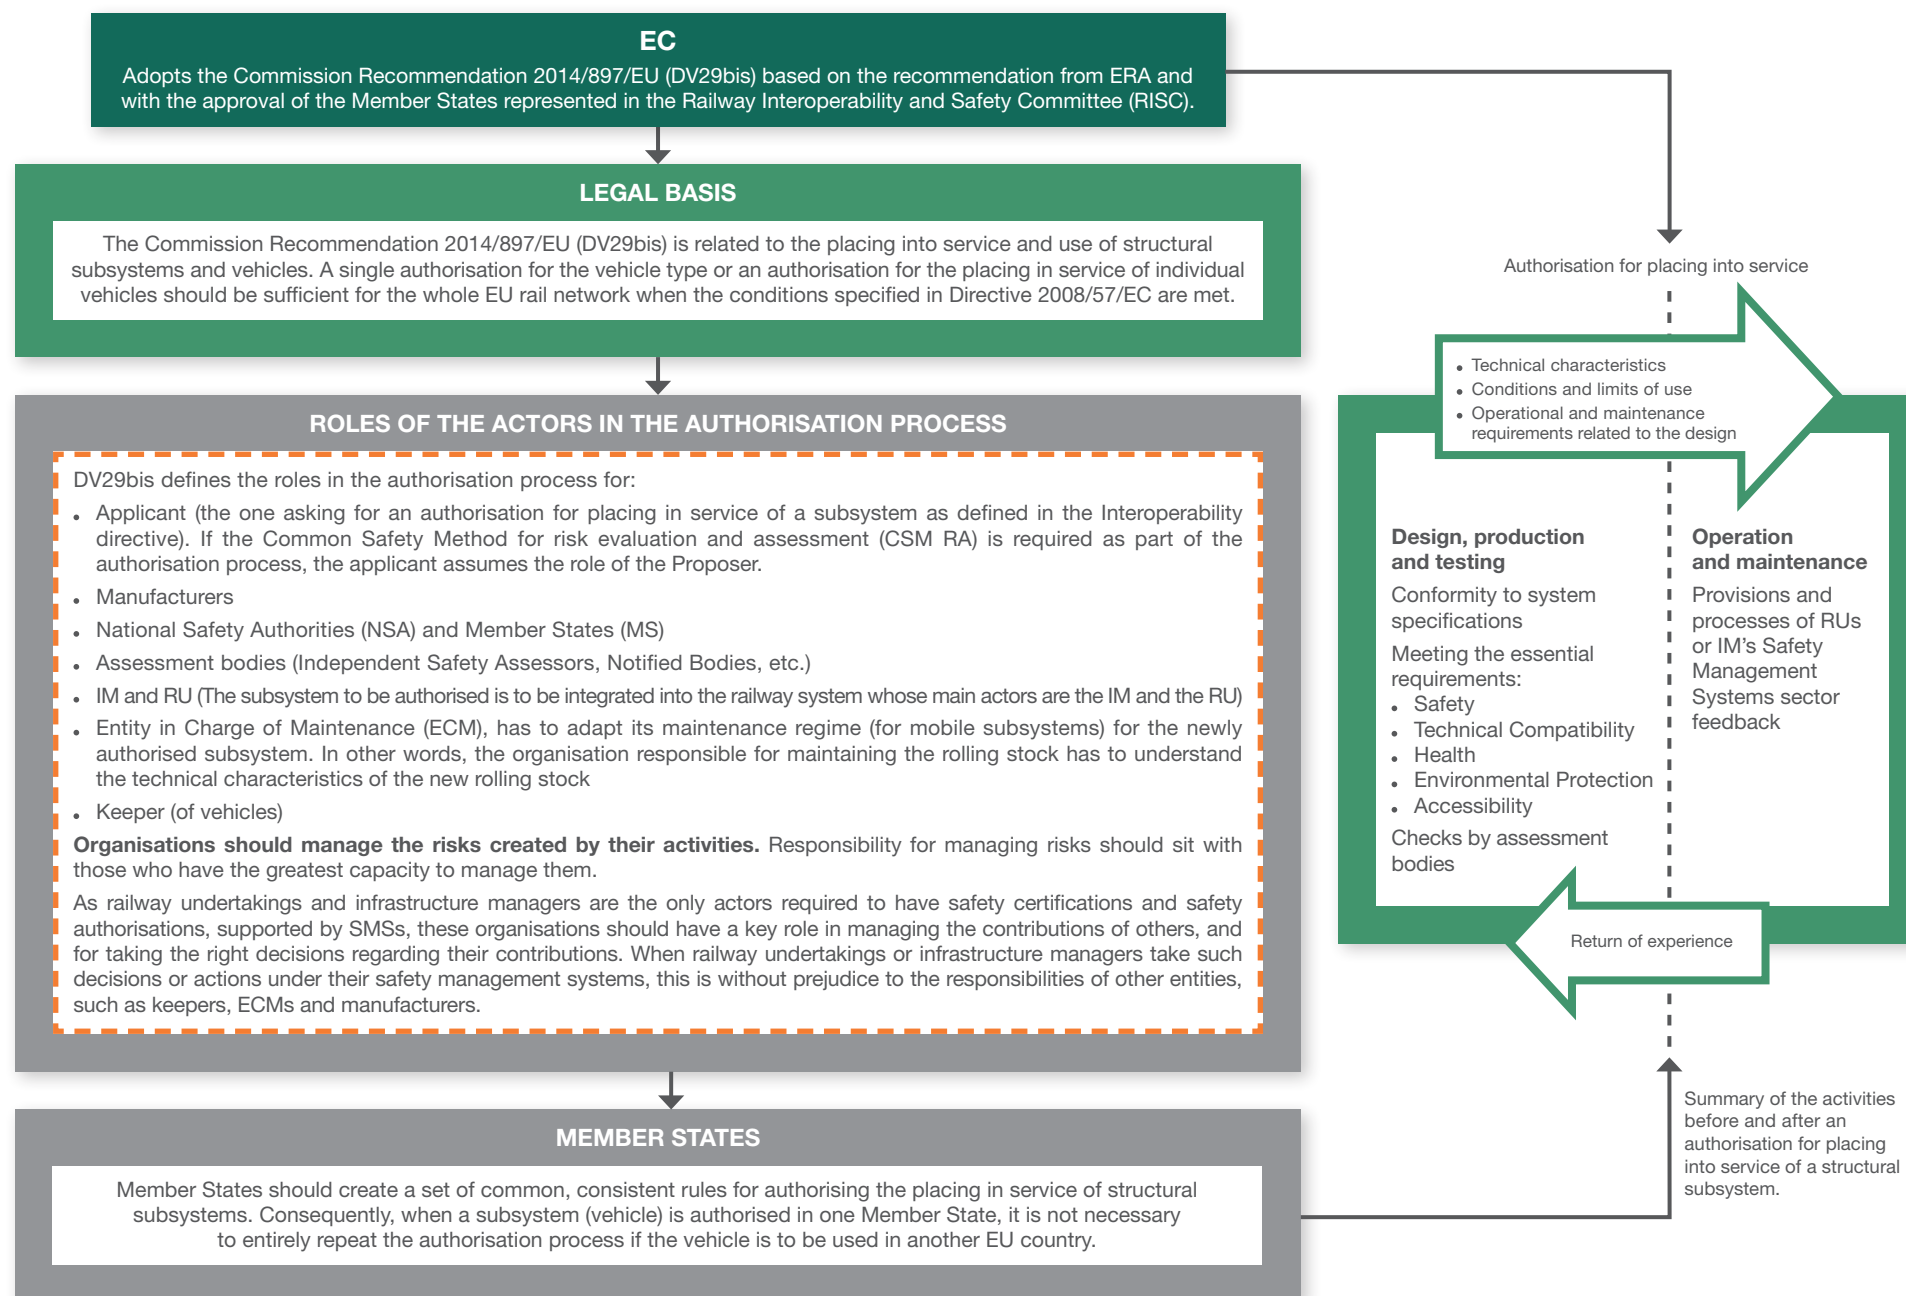 EC
Adopts the Commission Recommendation 2014/897/EU (DV29bis) based on the recommendation from ERA and
with the approval of the Member States represented in the Railway Interoperability and Safety Committee (RISC).
LEGAL BASIS
The Commission Recommendation 2014/897/EU (DV29bis) is related to the placing into service and use of structural
subsystems and vehicles. A single authorisation for the vehicle type or an authorisation for the placing in service of individual
vehicles should be sufficient for the whole EU rail network when the conditions specified in Directive 2008/57/EC are met.
ROLES OF THE ACTORS IN THE AUTHORISATION PROCESS
DV29bis defines the roles in the authorisation process for:
• Applicant (the one asking for an authorisation for placing in service of a subsystem as defined in the Interoperability
directive). If the Common Safety Method for risk evaluation and assessment (CSM RA) is required as part of the
authorisation process, the applicant assumes the role of the Proposer.
• Manufacturers
• National Safety Authorities (NSA) and Member States (MS)
• Assessment bodies (Independent Safety Assessors, Notified Bodies, etc.)
• IM and RU (The subsystem to be authorised is to be integrated into the railway system whose main actors are the IM and the RU)
• Entity in Charge of Maintenance (ECM), has to adapt its maintenance regime (for mobile subsystems) for the newly
authorised subsystem. In other words, the organisation responsible for maintaining the rolling stock has to understand
the technical characteristics of the new rolling stock
• Keeper (of vehicles)
Organisations should manage the risks created by their activities. Responsibility for managing risks should sit with
those who have the greatest capacity to manage them.
As railway undertakings and infrastructure managers are the only actors required to have safety certifications and safety
authorisations, supported by SMSs, these organisations should have a key role in managing the contributions of others, and
for taking the right decisions regarding their contributions. When railway undertakings or infrastructure managers take such
decisions or actions under their safety management systems, this is without prejudice to the responsibilities of other entities,
such as keepers, ECMs and manufacturers.
MEMBER STATES
Member States should create a set of common, consistent rules for authorising the placing in service of structural
subsystems. Consequently, when a subsystem (vehicle) is authorised in one Member State, it is not necessary
to entirely repeat the authorisation process if the vehicle is to be used in another EU country.
Authorisation for placing into service
• Technical characteristics
• Conditions and limits of use
• Operational and maintenance
requirements related to the design
Design, production
and testing
Conformity to system
specifications
Meeting the essential
requirements:
• Safety
• Technical Compatibility
• Health
• Environmental Protection
• Accessibility
Checks by assessment
bodies
Operation
and maintenance
Provisions and
processes of RUs
or IM's Safety
Management
Systems sector
feedback
Return of experience
Summary of the activities
before and after an
authorisation for placing
into service of a structural
subsystem.